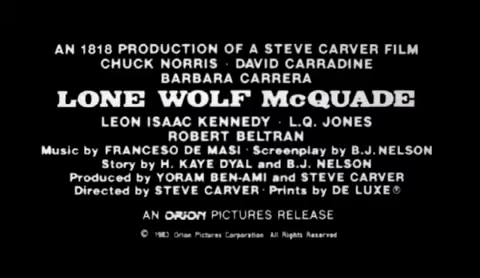 AN 1818 PRODUCTION OF A STEVE CARVER FILM
CHUCK NORRIS · DAVID CARRADINE
BARBARA CARRERA
LONE WOLF McQUADE
LEON ISAAC KENNEDY · L.Q. JONES
ROBERT BELTRAN
Music by FRANCESO DE MASI · Screenplay by B.J. NELSON
Story by H. KAYE DYAL and B.J. NELSON
Produced by YORAM BEN-AMI and STEVE CARVER
Directed by STEVE CARVER · Prints by DE LUXE®
AN ORION PICTURES RELEASE
© 1983 Orion Pictures Corporation. All Rights Reserved